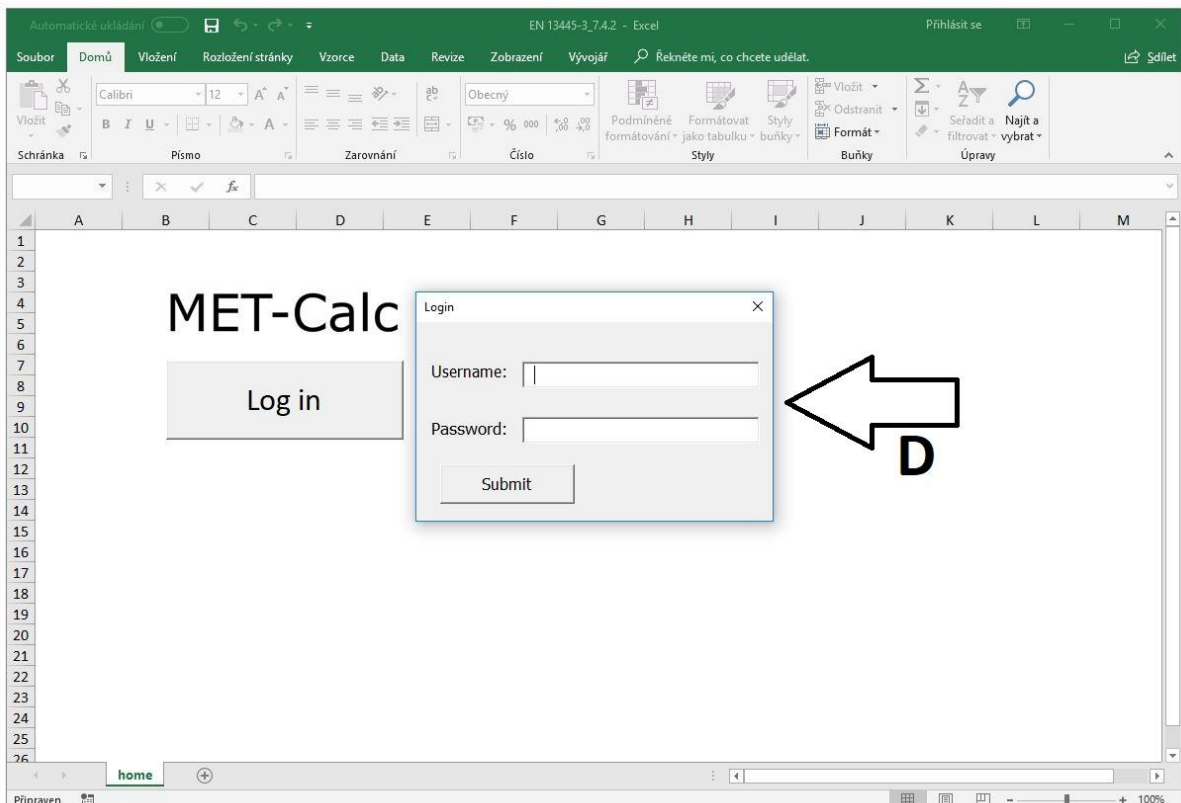 Automatické ukládání
EN 13445-3_7.4.2 - Excel
Přihlásit se
Soubor Domů Vložení Rozložení stránky Vzorce Data Revize Zobrazení Vývojář Řekněte mi, co chcete udělat. Sdílet
Vložit
Calibri 12 A A
B I U A
ab
Obecný
% 000
Podmíněné formátování
Formátovat jako tabulku
Styly buňky
Vložit
Odstranit
Formát
Seřadit a filtrovat
Najít a vybrat
Schránka Písmo Zarovnání Číslo Styly Buňky Úpravy
fx
A B C D E F G H I J K L M
1
2
3
4
5
6
7
8
9
10
11
12
13
14
15
16
17
18
19
20
21
22
23
24
25
26
MET-Calc
Log in
Login
Username:
Password:
Submit
D
home
Připraven
100%